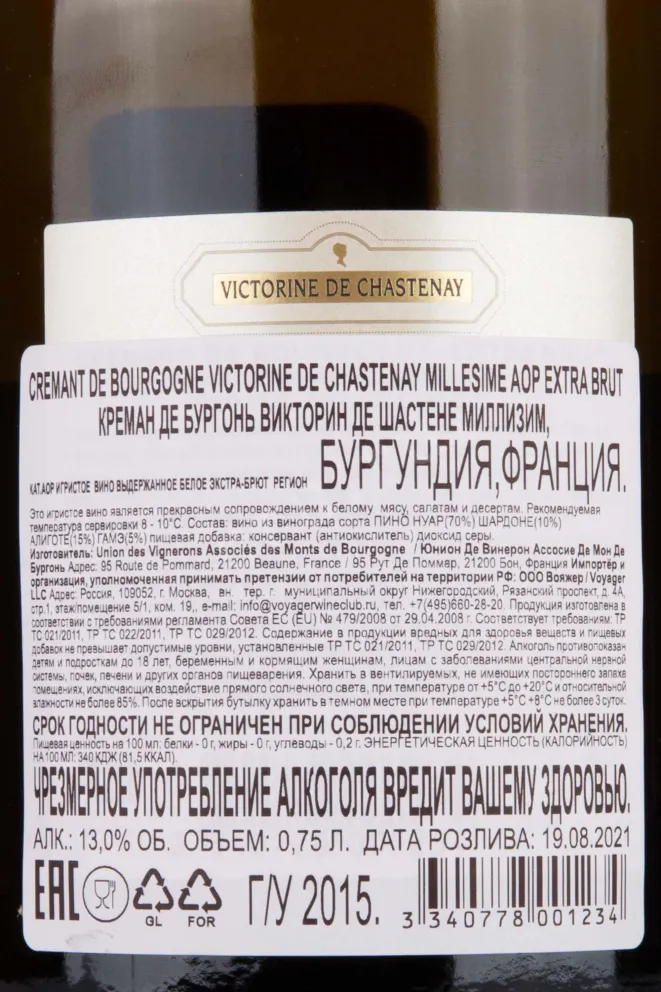 VICTORINE DE CHASTENAY
CREMANT DE BOURGOGNE VICTORINE DE CHASTENAY MILLESIME AOP EXTRA BRUT
КРЕМАН ДЕ БУРГОНЬ ВИКТОРИН ДЕ ШАСТЕНЕ МИЛЛИЗИМ,
КАТ.АОР ИГРИСТОЕ ВИНО ВЫДЕРЖАННОЕ БЕЛОЕ ЭКСТРА-БРЮТ РЕГИОН БУРГУНДИЯ,ФРАНЦИЯ.
Это игристое вино является прекрасным сопровождением к белому мясу, салатам и десертам. Рекомендуемая
температура сервировки 8 - 10°С. Состав: вино из винограда сорта ПИНО НУАР(70%) ШАРДОНЕ(10%)
АЛИГОТЕ(15%) ГАМЭ(5%) пищевая добавка: консервант (антиокислитель) диоксид серы.
Изготовитель: Union des Vignerons Associés des Monts de Bourgogne / Юнион Де Винерон Ассосие Де Мон Де
Бургонь Адрес: 95 Route de Pommard, 21200 Beaune, France / 95 Рут Де Поммар, 21200 Бон, Франция Импортёр и
организация, уполномоченная принимать претензии от потребителей на территории РФ: ООО Вояжер/ Voyager
LLC Адрес: Россия, 109052, г. Москва, вн. тер. г. муниципальный округ Нижегородский, Рязанский проспект, д. 4А,
стр.1, этаж/помещение 5/1, ком. 19,, e-mail: info@voyagerwineclub.ru, тел. +7(495)660-28-20. Продукция изготовлена в
соответствии с требованиями регламента Совета ЕС (EU) № 479/2008 от 29.04.2008 г. Соответствует требованиям: ТР
ТС 021/2011, ТР ТС 022/2011, ТР ТС 029/2012. Содержание в продукции вредных для здоровья веществ и пищевых
добавок не превышает допустимые уровни, установленные ТР ТС 021/2011, ТР ТС 029/2012. Алкоголь противопоказан
детям и подросткам до 18 лет, беременным и кормящим женщинам, лицам с заболеваниями центральной нервной
системы, почек, печени и других органов пищеварения. Хранить в вентилируемых, не имеющих постороннего запаха
помещениях, исключающих воздействие прямого солнечного света, при температуре от +5°С до +20°С и относительной
влажности не более 85%. После вскрытия бутылку хранить в темном месте при температуре +5°С +8°С не более 3 суток.
СРОК ГОДНОСТИ НЕ ОГРАНИЧЕН ПРИ СОБЛЮДЕНИИ УСЛОВИЙ ХРАНЕНИЯ.
Пищевая ценность на 100 мл: белки - 0 г, жиры - 0 г, углеводы - 0,2 г. ЭНЕРГЕТИЧЕСКАЯ ЦЕННОСТЬ (КАЛОРИЙНОСТЬ)
НА 100 МЛ: 340 КДЖ (81,5 ККАЛ).
ЧРЕЗМЕРНОЕ УПОТРЕБЛЕНИЕ АЛКОГОЛЯ ВРЕДИТ ВАШЕМУ ЗДОРОВЬЮ.
АЛК.: 13,0% ОБ. ОБЪЕМ: 0,75 Л. ДАТА РОЗЛИВА: 19.08.2021
EAC GL FOR Г/У 2015. 3 340778 001234